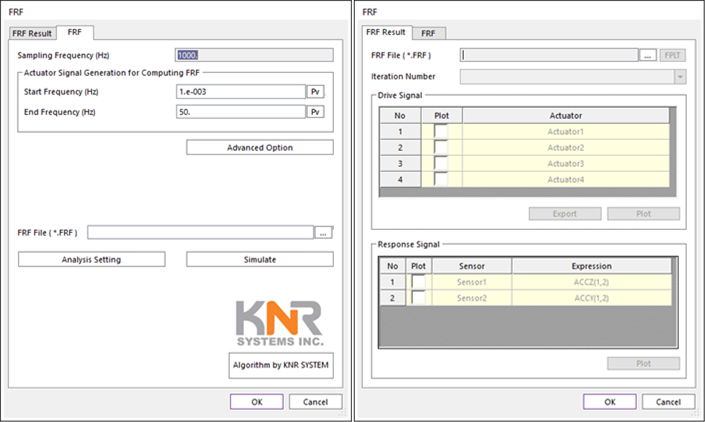 FRF
FRF Result FRF
Sampling Frequency (Hz) 1000.
Actuator Signal Generation for Computing FRF
Start Frequency (Hz) 1.e-003 Pv
End Frequency (Hz) 50. Pv
Advanced Option
FRF File ( *.FRF ) ...
Analysis Setting Simulate
KNR
SYSTEMS INC.
Algorithm by KNR SYSTEM
OK Cancel
FRF
FRF Result FRF
FRF File ( *.FRF ) ... FPLT
Iteration Number
Drive Signal
No Plot Actuator
1 Actuator1
2 Actuator2
3 Actuator3
4 Actuator4
Export Plot
Response Signal
No Plot Sensor Expression
1 Sensor1 ACCZ(1,2)
2 Sensor2 ACCY(1,2)
Plot
OK Cancel